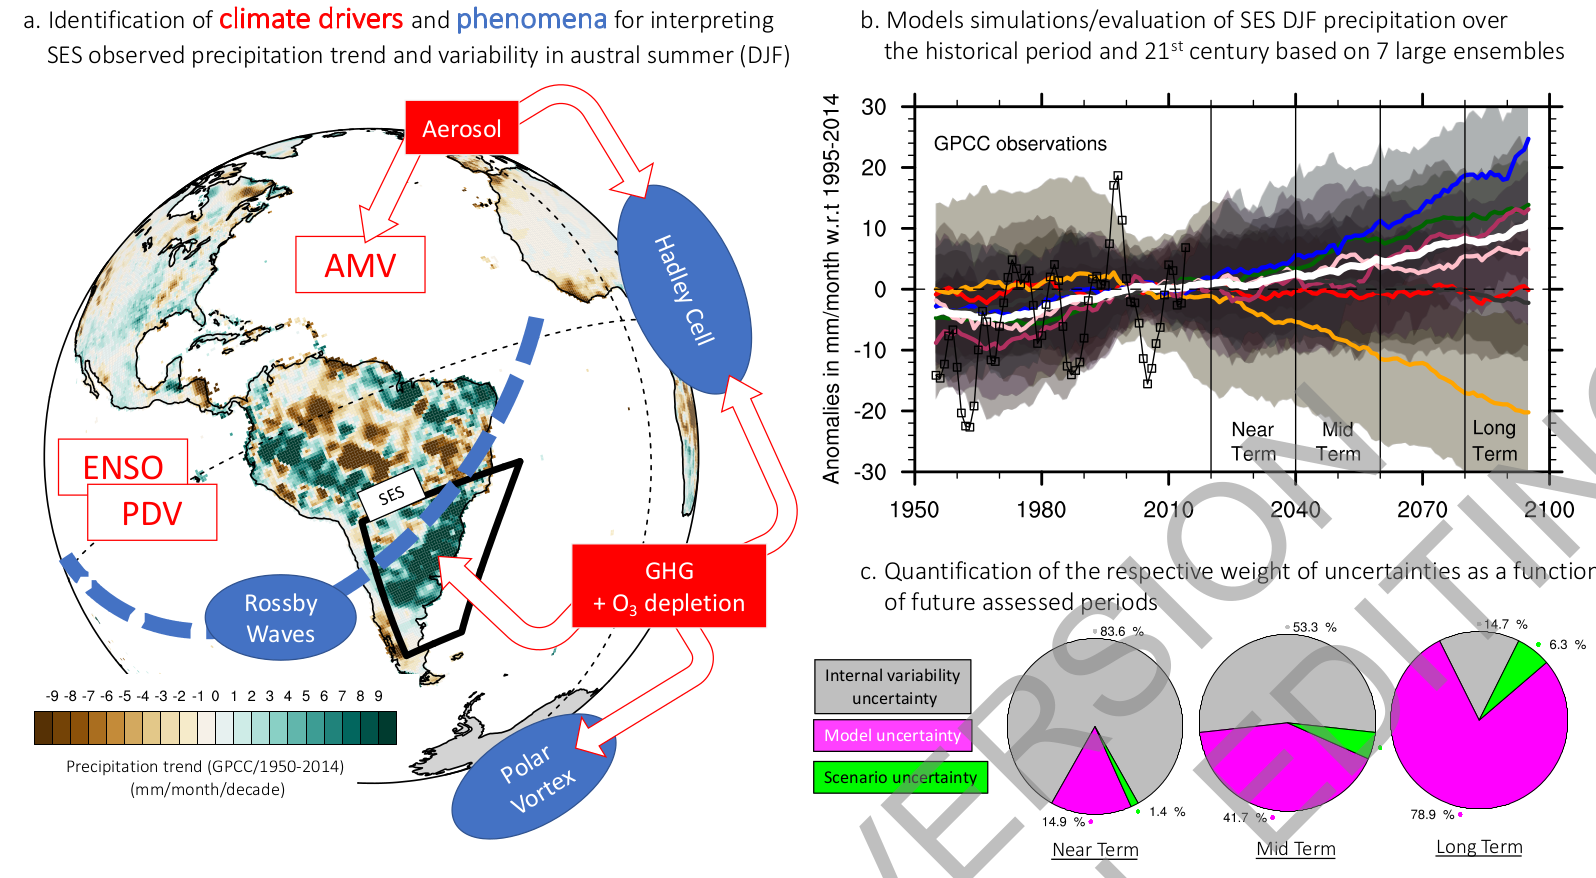 a. Identification of climate drivers and phenomena for interpreting
SES observed precipitation trend and variability in austral summer (DJF)
Aerosol
AMV
Hadley Cell
ENSO
PDV
SES
GHG
+ O₃ depletion
Rossby
Waves
Polar
Vortex
-9 -8 -7 -6 -5 -4 -3 -2 -1 0 1 2 3 4 5 6 7 8 9
Precipitation trend (GPCC/1950-2014)
(mm/month/decade)
b. Models simulations/evaluation of SES DJF precipitation over
the historical period and 21st century based on 7 large ensembles
Anomalies in mm/month w.r.t 1995-2014
30
20
10
0
-10
-20
-30
GPCC observations
Near
Term
Mid
Term
Long
Term
1950 1980 2010 2040 2070 2100
c. Quantification of the respective weight of uncertainties as a function
of future assessed periods
Internal variability
uncertainty
Model uncertainty
Scenario uncertainty
83.6 %
14.9 %
1.4 %
Near Term
53.3 %
41.7 %
Mid Term
14.7 %
6.3 %
78.9 %
Long Term
VERSION
EDITING